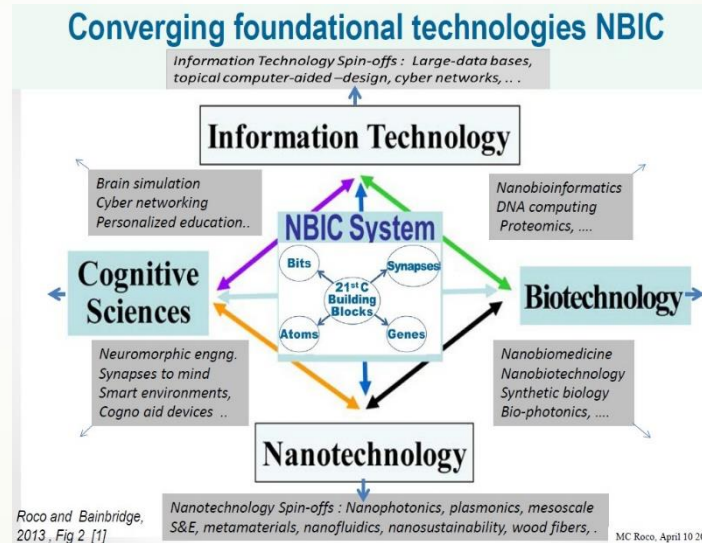 Converging foundational technologies NBIC
Information Technology Spin-offs : Large-data bases,
topical computer-aided –design, cyber networks, .. .
Information Technology
Brain simulation
Cyber networking
Personalized education..
Nanobioinformatics
DNA computing
Proteomics, ....
NBIC System
Bits
Synapses
21st C
Building
Blocks
Atoms
Genes
Cognitive
Sciences
Biotechnology
Neuromorphic engng.
Synapses to mind
Smart environments,
Cogno aid devices ..
Nanobiomedicine
Nanobiotechnology
Synthetic biology
Bio-photonics, ....
Nanotechnology
Roco and Bainbridge,
2013 , Fig 2 [1]
Nanotechnology Spin-offs : Nanophotonics, plasmonics, mesoscale
S&E, metamaterials, nanofluidics, nanosustainability, wood fibers, .
MC Roco, April 10